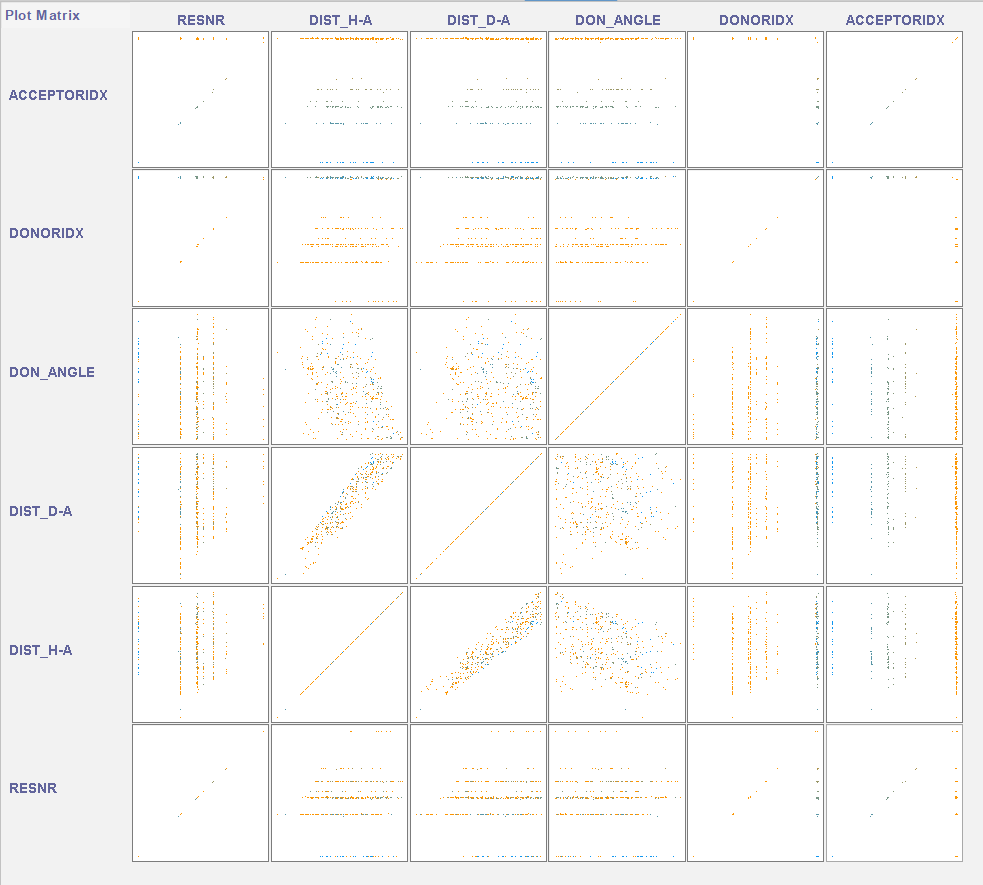 Plot Matrix
RESNR DIST_H-A DIST_D-A DON_ANGLE DONORIDX ACCEPTORIDX
ACCEPTORIDX
DONORIDX
DON_ANGLE
DIST_D-A
DIST_H-A
RESNR